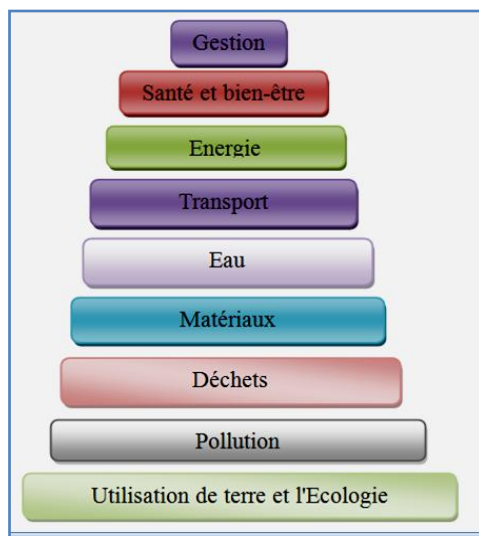 Gestion
Santé et bien-être
Energie
Transport
Eau
Matériaux
Déchets
Pollution
Utilisation de terre et l'Ecologie